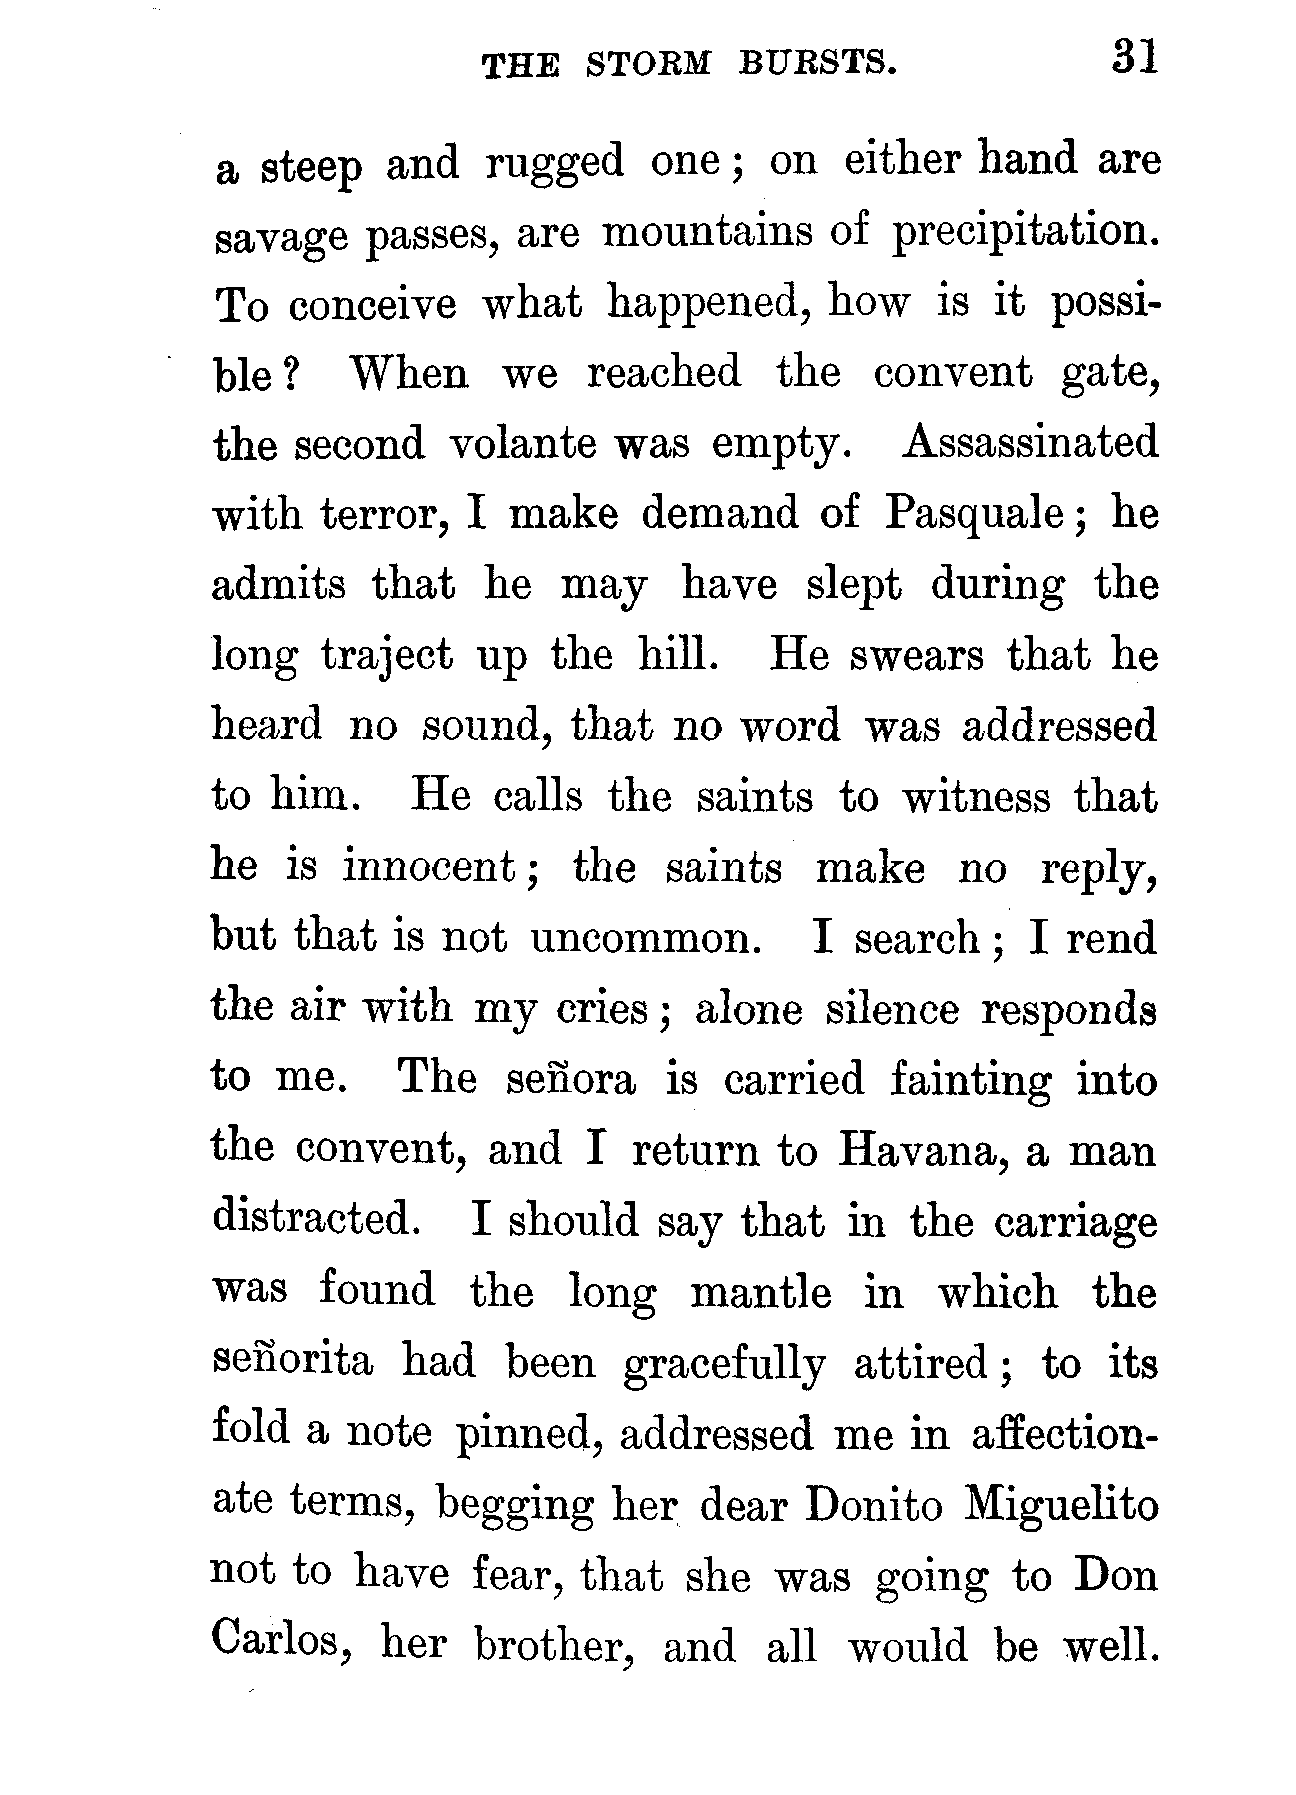 THE STORM BURSTS. 31
a steep and rugged one ; on either hand are
savage passes, are mountains of precipitation.
To conceive what happened, how is it possi-
ble ? When we reached the convent gate,
the second volante was empty. Assassinated
with terror, I make demand of Pasquale ; he
admits that he may have slept during the
long traject up the hill. He swears that he
heard no sound, that no word was addressed
to him. He calls the saints to witness that
he is innocent ; the saints make no reply,
but that is not uncommon. I search ; I rend
the air with my cries ; alone silence responds
to me. The señora is carried fainting into
the convent, and I return to Havana, a man
distracted. I should say that in the carriage
was found the long mantle in which the
señorita had been gracefully attired ; to its
fold a note pinned, addressed me in affection-
ate terms, begging her dear Donito Miguelito
not to have fear, that she was going to Don
Carlos, her brother, and all would be well.